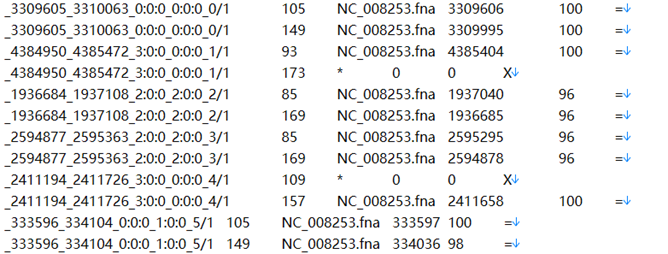 _3309605_3310063_0:0:0_0:0:0_0/1 105 NC_008253.fna 3309606 100 =↓
_3309605_3310063_0:0:0_0:0:0_0/1 149 NC_008253.fna 3309995 100 =↓
_4384950_4385472_3:0:0_0:0:0_1/1 93 NC_008253.fna 4385404 100 =↓
_4384950_4385472_3:0:0_0:0:0_1/1 173 * 0 0 X↓
_1936684_1937108_2:0:0_2:0:0_2/1 85 NC_008253.fna 1937040 96 =↓
_1936684_1937108_2:0:0_2:0:0_2/1 169 NC_008253.fna 1936685 96 =↓
_2594877_2595363_2:0:0_2:0:0_3/1 85 NC_008253.fna 2595295 96 =↓
_2594877_2595363_2:0:0_2:0:0_3/1 169 NC_008253.fna 2594878 96 =↓
_2411194_2411726_3:0:0_0:0:0_4/1 109 * 0 0 X↓
_2411194_2411726_3:0:0_0:0:0_4/1 157 NC_008253.fna 2411658 100 =↓
_333596_334104_0:0:0_1:0:0_5/1 105 NC_008253.fna 333597 100 =↓
_333596_334104_0:0:0_1:0:0_5/1 149 NC_008253.fna 334036 98 =↓